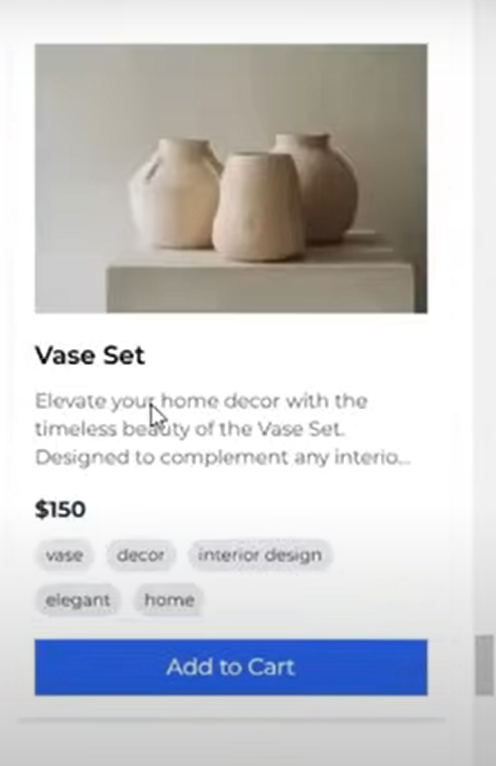 Vase Set
Elevate your home decor with the
timeless beauty of the Vase Set.
Designed to complement any interio...
$150
vase decor interior design
elegant home
Add to Cart